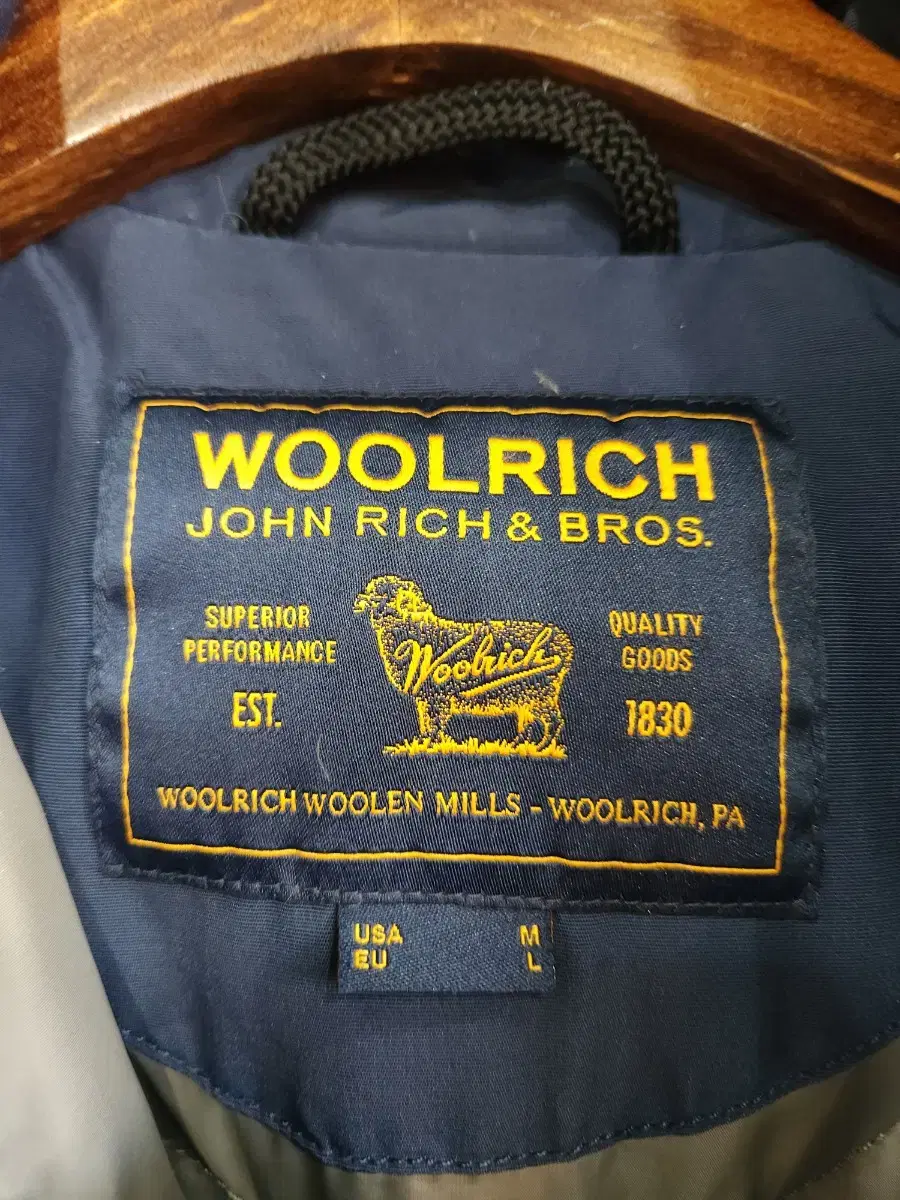 WOOLRICH
JOHN RICH & BROS.
SUPERIOR
PERFORMANCE
EST.
Woolrich
QUALITY
GOODS
1830
WOOLRICH WOOLEN MILLS - WOOLRICH, PA
USA M
EU L